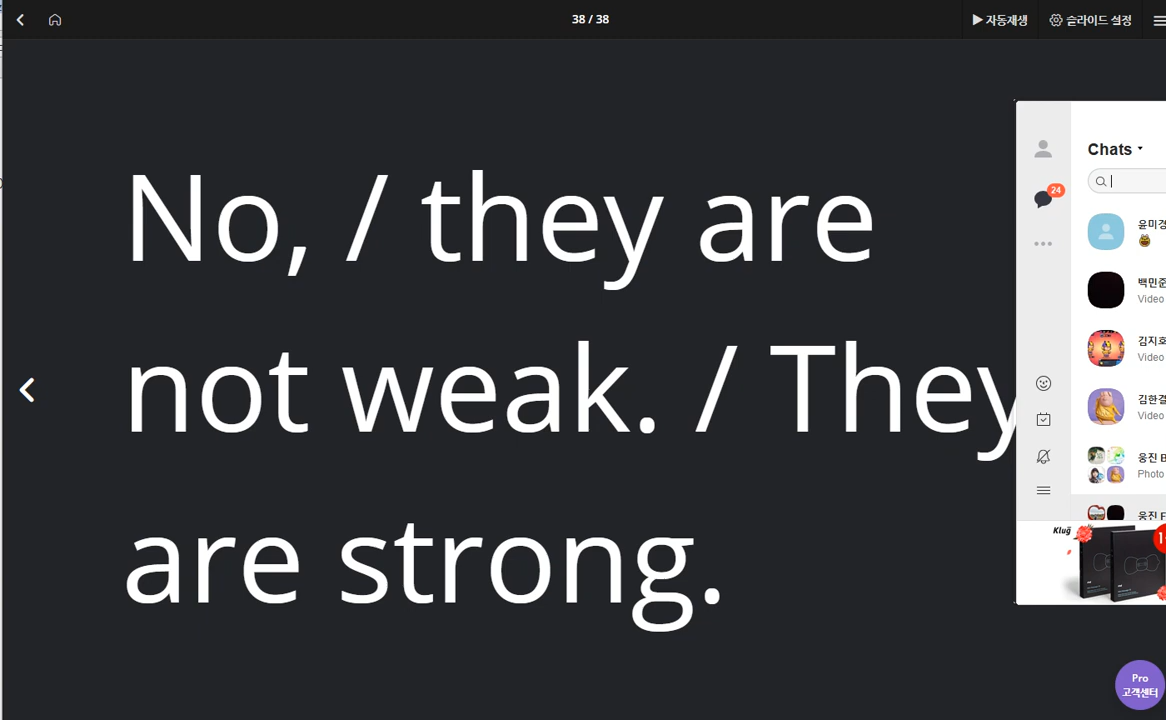 38 / 38
▶ 자동재생
슬라이드 설정
No, / they are
not weak. / They
are strong.
Chats
24
윤미경
백민준
Video
김지호
Video
김한결
Video
웅진
Photo
웅진
Klug
Pro
고객센터